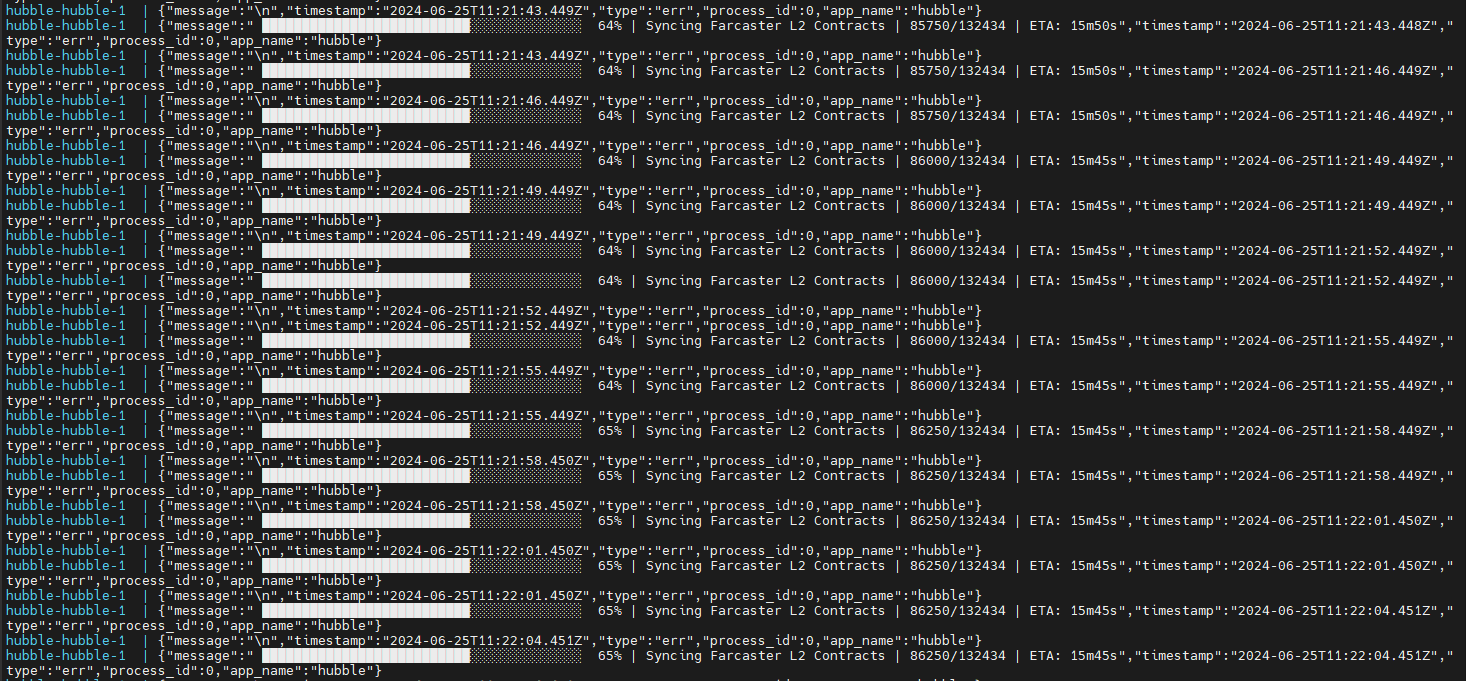 hubble-hubble-1  | {"message":"\n","timestamp":"2024-06-25T11:21:43.449Z","type":"err","process_id":0,"app_name":"hubble"}
hubble-hubble-1  | {"message":" ██████████████████████████░░░░░░░░░░░░░░  64% | Syncing Farcaster L2 Contracts | 85750/132434 | ETA: 15m50s","timestamp":"2024-06-25T11:21:43.448Z","
type":"err","process_id":0,"app_name":"hubble"}
hubble-hubble-1  | {"message":"\n","timestamp":"2024-06-25T11:21:43.449Z","type":"err","process_id":0,"app_name":"hubble"}
hubble-hubble-1  | {"message":" ██████████████████████████░░░░░░░░░░░░░░  64% | Syncing Farcaster L2 Contracts | 85750/132434 | ETA: 15m50s","timestamp":"2024-06-25T11:21:46.449Z","
type":"err","process_id":0,"app_name":"hubble"}
hubble-hubble-1  | {"message":"\n","timestamp":"2024-06-25T11:21:46.449Z","type":"err","process_id":0,"app_name":"hubble"}
hubble-hubble-1  | {"message":" ██████████████████████████░░░░░░░░░░░░░░  64% | Syncing Farcaster L2 Contracts | 85750/132434 | ETA: 15m50s","timestamp":"2024-06-25T11:21:46.449Z","
type":"err","process_id":0,"app_name":"hubble"}
hubble-hubble-1  | {"message":"\n","timestamp":"2024-06-25T11:21:46.449Z","type":"err","process_id":0,"app_name":"hubble"}
hubble-hubble-1  | {"message":" ██████████████████████████░░░░░░░░░░░░░░  64% | Syncing Farcaster L2 Contracts | 86000/132434 | ETA: 15m45s","timestamp":"2024-06-25T11:21:49.449Z","
type":"err","process_id":0,"app_name":"hubble"}
hubble-hubble-1  | {"message":"\n","timestamp":"2024-06-25T11:21:49.449Z","type":"err","process_id":0,"app_name":"hubble"}
hubble-hubble-1  | {"message":" ██████████████████████████░░░░░░░░░░░░░░  64% | Syncing Farcaster L2 Contracts | 86000/132434 | ETA: 15m45s","timestamp":"2024-06-25T11:21:49.449Z","
type":"err","process_id":0,"app_name":"hubble"}
hubble-hubble-1  | {"message":"\n","timestamp":"2024-06-25T11:21:49.449Z","type":"err","process_id":0,"app_name":"hubble"}
hubble-hubble-1  | {"message":" ██████████████████████████░░░░░░░░░░░░░░  64% | Syncing Farcaster L2 Contracts | 86000/132434 | ETA: 15m45s","timestamp":"2024-06-25T11:21:52.449Z","
type":"err","process_id":0,"app_name":"hubble"}
hubble-hubble-1  | {"message":" ██████████████████████████░░░░░░░░░░░░░░  64% | Syncing Farcaster L2 Contracts | 86000/132434 | ETA: 15m45s","timestamp":"2024-06-25T11:21:52.449Z","
type":"err","process_id":0,"app_name":"hubble"}
hubble-hubble-1  | {"message":"\n","timestamp":"2024-06-25T11:21:52.449Z","type":"err","process_id":0,"app_name":"hubble"}
hubble-hubble-1  | {"message":"\n","timestamp":"2024-06-25T11:21:52.449Z","type":"err","process_id":0,"app_name":"hubble"}
hubble-hubble-1  | {"message":" ██████████████████████████░░░░░░░░░░░░░░  64% | Syncing Farcaster L2 Contracts | 86000/132434 | ETA: 15m45s","timestamp":"2024-06-25T11:21:55.449Z","
type":"err","process_id":0,"app_name":"hubble"}
hubble-hubble-1  | {"message":"\n","timestamp":"2024-06-25T11:21:55.449Z","type":"err","process_id":0,"app_name":"hubble"}
hubble-hubble-1  | {"message":" ██████████████████████████░░░░░░░░░░░░░░  64% | Syncing Farcaster L2 Contracts | 86000/132434 | ETA: 15m45s","timestamp":"2024-06-25T11:21:55.449Z","
type":"err","process_id":0,"app_name":"hubble"}
hubble-hubble-1  | {"message":"\n","timestamp":"2024-06-25T11:21:55.449Z","type":"err","process_id":0,"app_name":"hubble"}
hubble-hubble-1  | {"message":" ██████████████████████████░░░░░░░░░░░░░░  65% | Syncing Farcaster L2 Contracts | 86250/132434 | ETA: 15m45s","timestamp":"2024-06-25T11:21:58.449Z","
type":"err","process_id":0,"app_name":"hubble"}
hubble-hubble-1  | {"message":"\n","timestamp":"2024-06-25T11:21:58.450Z","type":"err","process_id":0,"app_name":"hubble"}
hubble-hubble-1  | {"message":" ██████████████████████████░░░░░░░░░░░░░░  65% | Syncing Farcaster L2 Contracts | 86250/132434 | ETA: 15m45s","timestamp":"2024-06-25T11:21:58.449Z","
type":"err","process_id":0,"app_name":"hubble"}
hubble-hubble-1  | {"message":"\n","timestamp":"2024-06-25T11:21:58.450Z","type":"err","process_id":0,"app_name":"hubble"}
hubble-hubble-1  | {"message":" ██████████████████████████░░░░░░░░░░░░░░  65% | Syncing Farcaster L2 Contracts | 86250/132434 | ETA: 15m45s","timestamp":"2024-06-25T11:22:01.450Z","
type":"err","process_id":0,"app_name":"hubble"}
hubble-hubble-1  | {"message":"\n","timestamp":"2024-06-25T11:22:01.450Z","type":"err","process_id":0,"app_name":"hubble"}
hubble-hubble-1  | {"message":" ██████████████████████████░░░░░░░░░░░░░░  65% | Syncing Farcaster L2 Contracts | 86250/132434 | ETA: 15m45s","timestamp":"2024-06-25T11:22:01.450Z","
type":"err","process_id":0,"app_name":"hubble"}
hubble-hubble-1  | {"message":"\n","timestamp":"2024-06-25T11:22:01.450Z","type":"err","process_id":0,"app_name":"hubble"}
hubble-hubble-1  | {"message":" ██████████████████████████░░░░░░░░░░░░░░  65% | Syncing Farcaster L2 Contracts | 86250/132434 | ETA: 15m45s","timestamp":"2024-06-25T11:22:04.451Z","
type":"err","process_id":0,"app_name":"hubble"}
hubble-hubble-1  | {"message":"\n","timestamp":"2024-06-25T11:22:04.451Z","type":"err","process_id":0,"app_name":"hubble"}
hubble-hubble-1  | {"message":" ██████████████████████████░░░░░░░░░░░░░░  65% | Syncing Farcaster L2 Contracts | 86250/132434 | ETA: 15m45s","timestamp":"2024-06-25T11:22:04.451Z","
type":"err","process_id":0,"app_name":"hubble"}